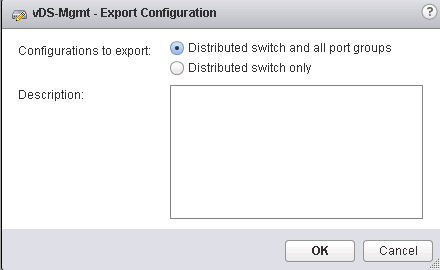 vDS-Mgmt - Export Configuration
?
Configurations to export:
Distributed switch and all port groups
Distributed switch only
Description:
OK
Cancel